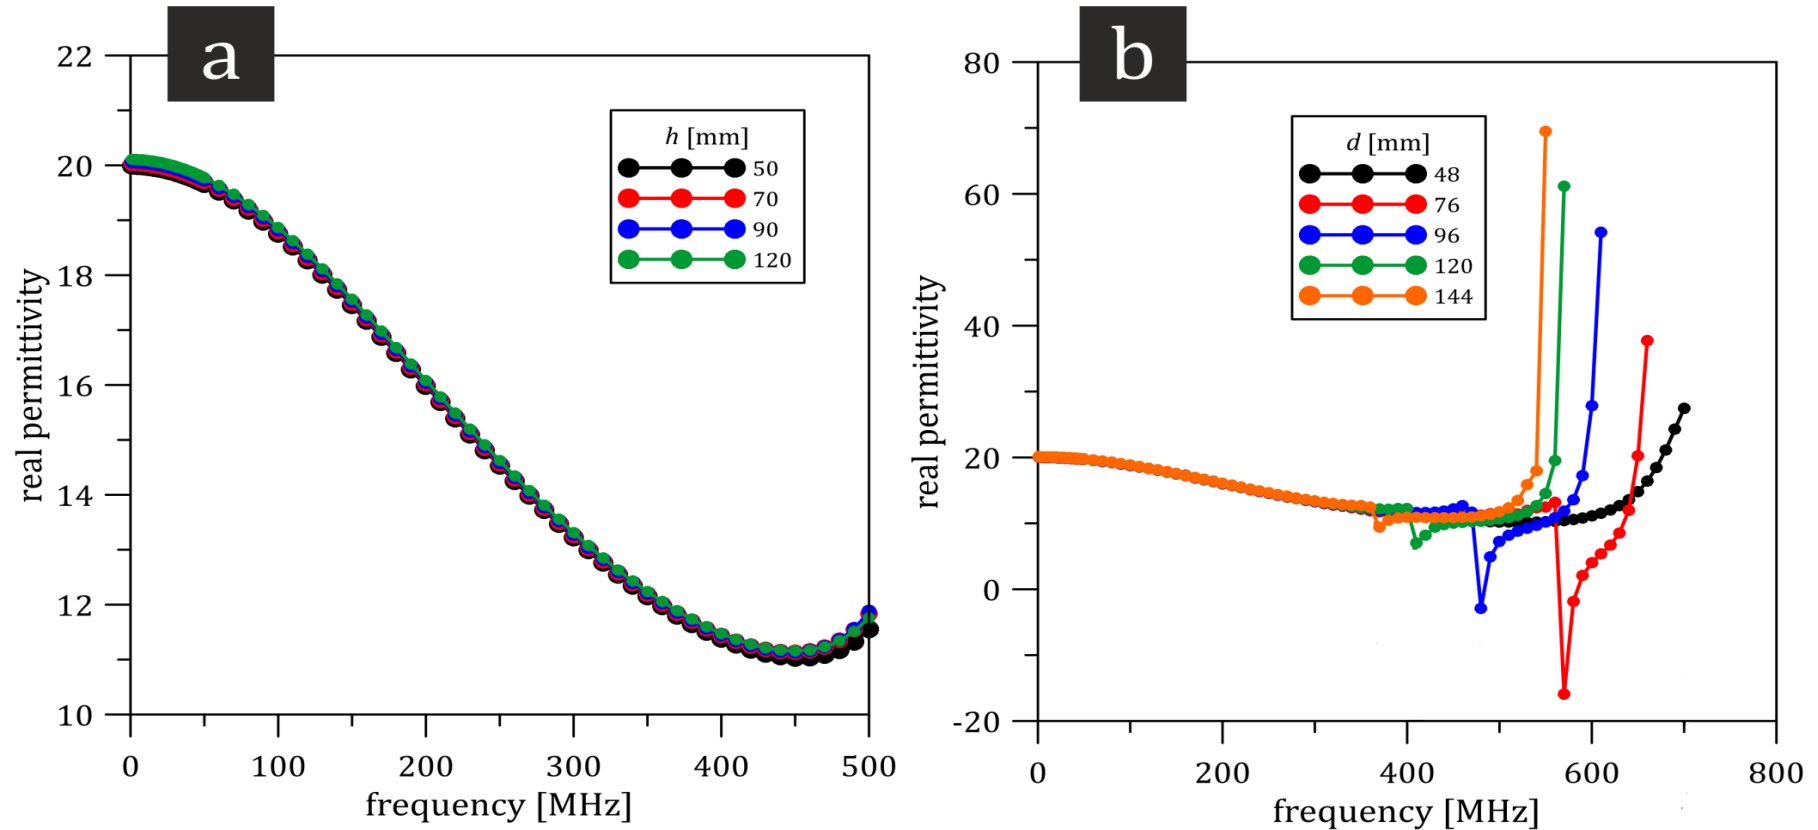 a
22
20
18
16
14
12
10
real permittivity
h [mm]
50
70
90
120
0 100 200 300 400 500
frequency [MHz]
b
80
60
40
20
0
-20
real permittivity
d [mm]
48
76
96
120
144
0 200 400 600 800
frequency [MHz]